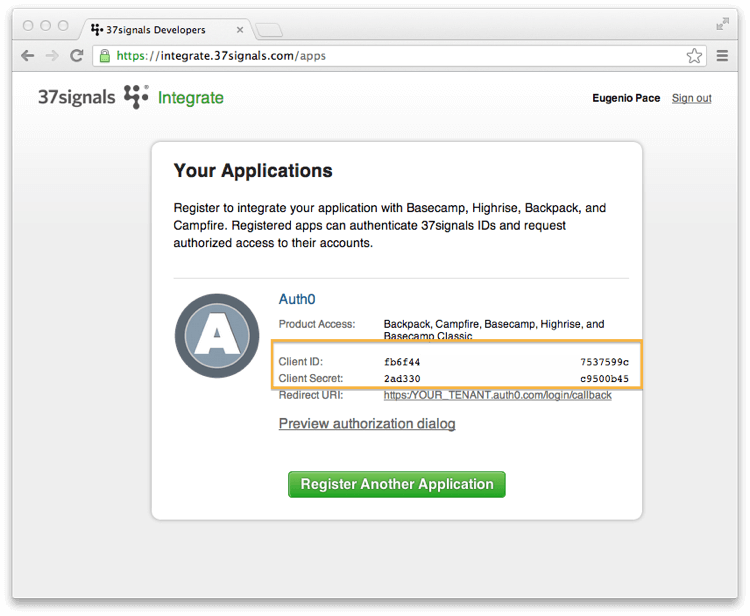 37signals Developers
https://integrate.37signals.com/apps
37signals Integrate
Eugenio Pace Sign out
Your Applications
Register to integrate your application with Basecamp, Highrise, Backpack, and
Campfire. Registered apps can authenticate 37signals IDs and request
authorized access to their accounts.
A
Auth0
Product Access: Backpack, Campfire, Basecamp, Highrise, and
Basecamp Classic
Client ID: fb6f44 7537599c
Client Secret: 2ad330 c9500b45
Redirect URI: https:/YOUR_TENANT.auth0.com/login/callback
Preview authorization dialog
Register Another Application